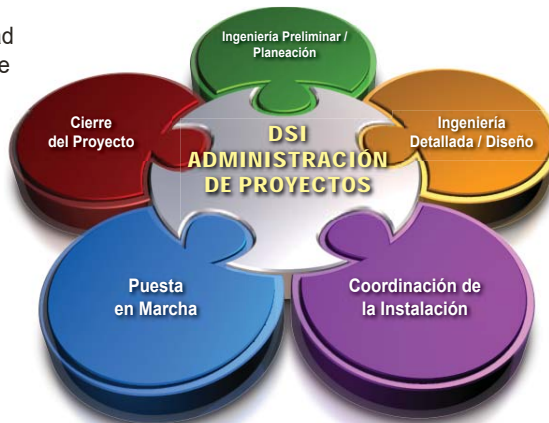 ad
e
Ingeniería Preliminar /
Planeación
Cierre
del Proyecto
Ingeniería
Detallada / Diseño
DSI
ADMINISTRACIÓN
DE PROYECTOS
Puesta
en Marcha
Coordinación de
la Instalación